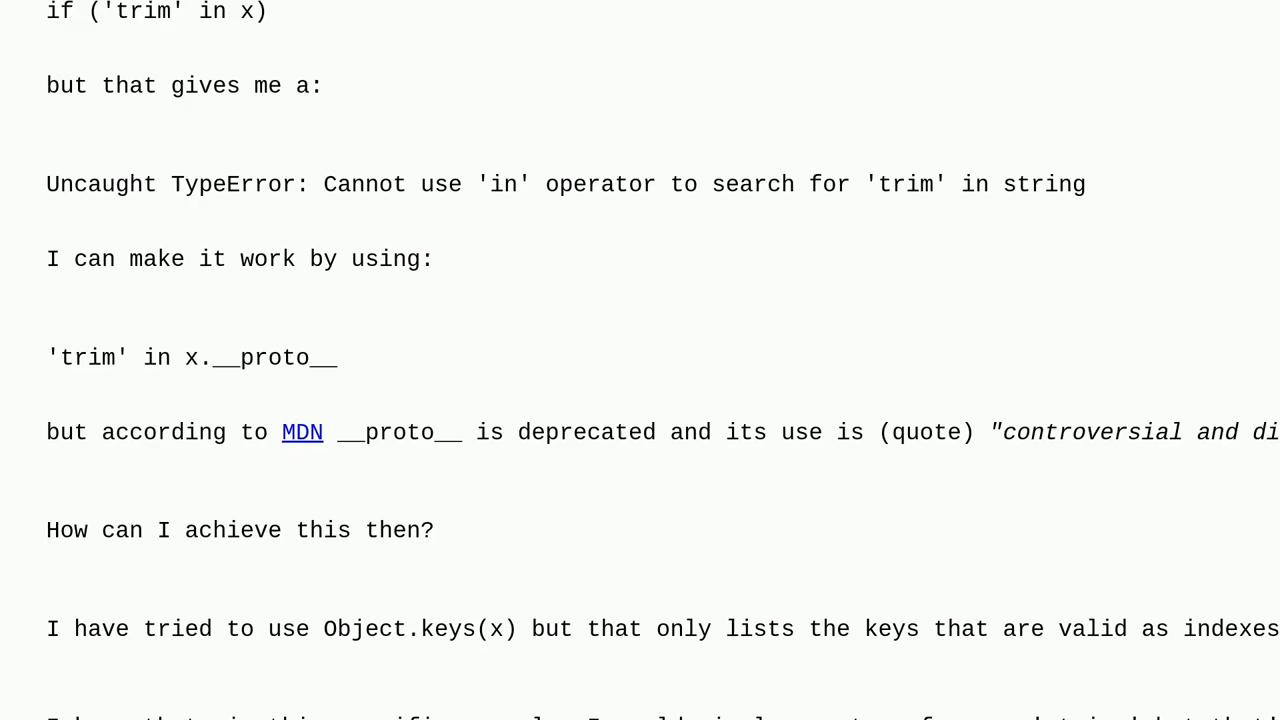 if ('trim' in x)
but that gives me a:
Uncaught TypeError: Cannot use 'in' operator to search for 'trim' in string
I can make it work by using:
'trim' in x.__proto__
but according to MDN __proto__ is deprecated and its use is (quote) "controversial and
How can I achieve this then?
I have tried to use Object.keys(x) but that only lists the keys that are valid as indexes